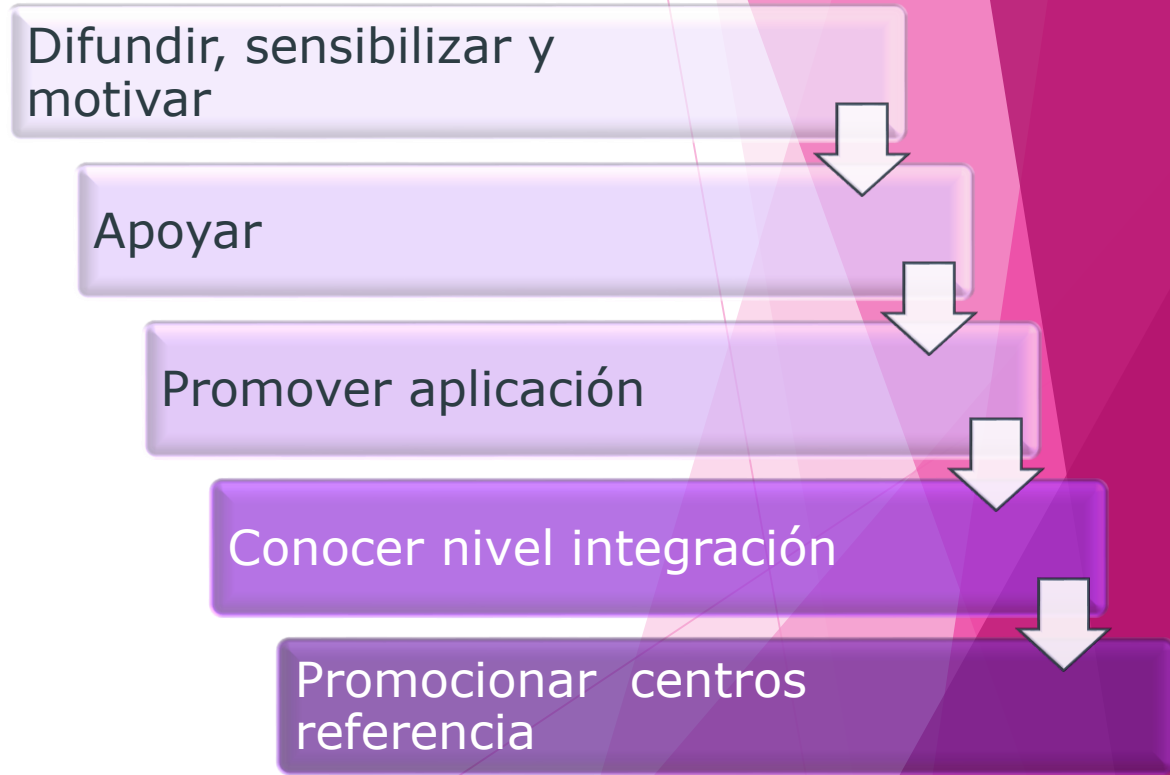 Difundir, sensibilizar y
motivar
Apoyar
Promover aplicación
Conocer nivel integración
Promocionar centros
referencia